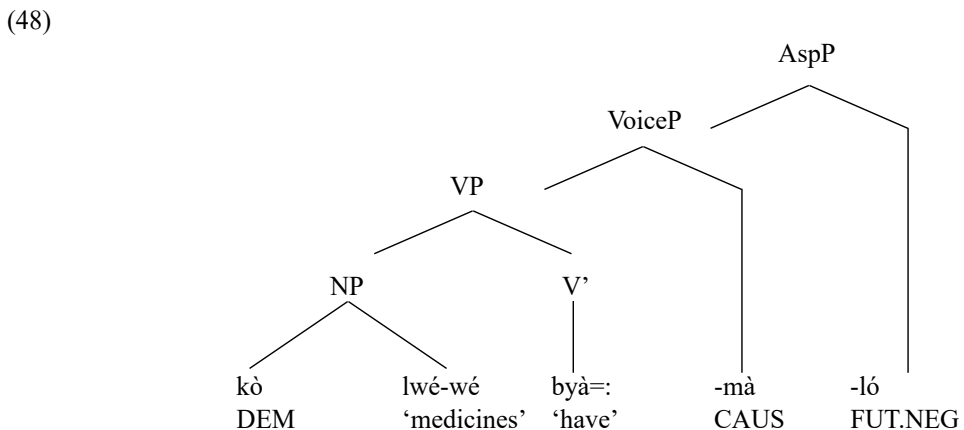 (48)
AspP
VoiceP
VP
NP V’
kò lwé-wé byà=: -mà -ló
DEM ‘medicines’ ‘have’ CAUS FUT.NEG